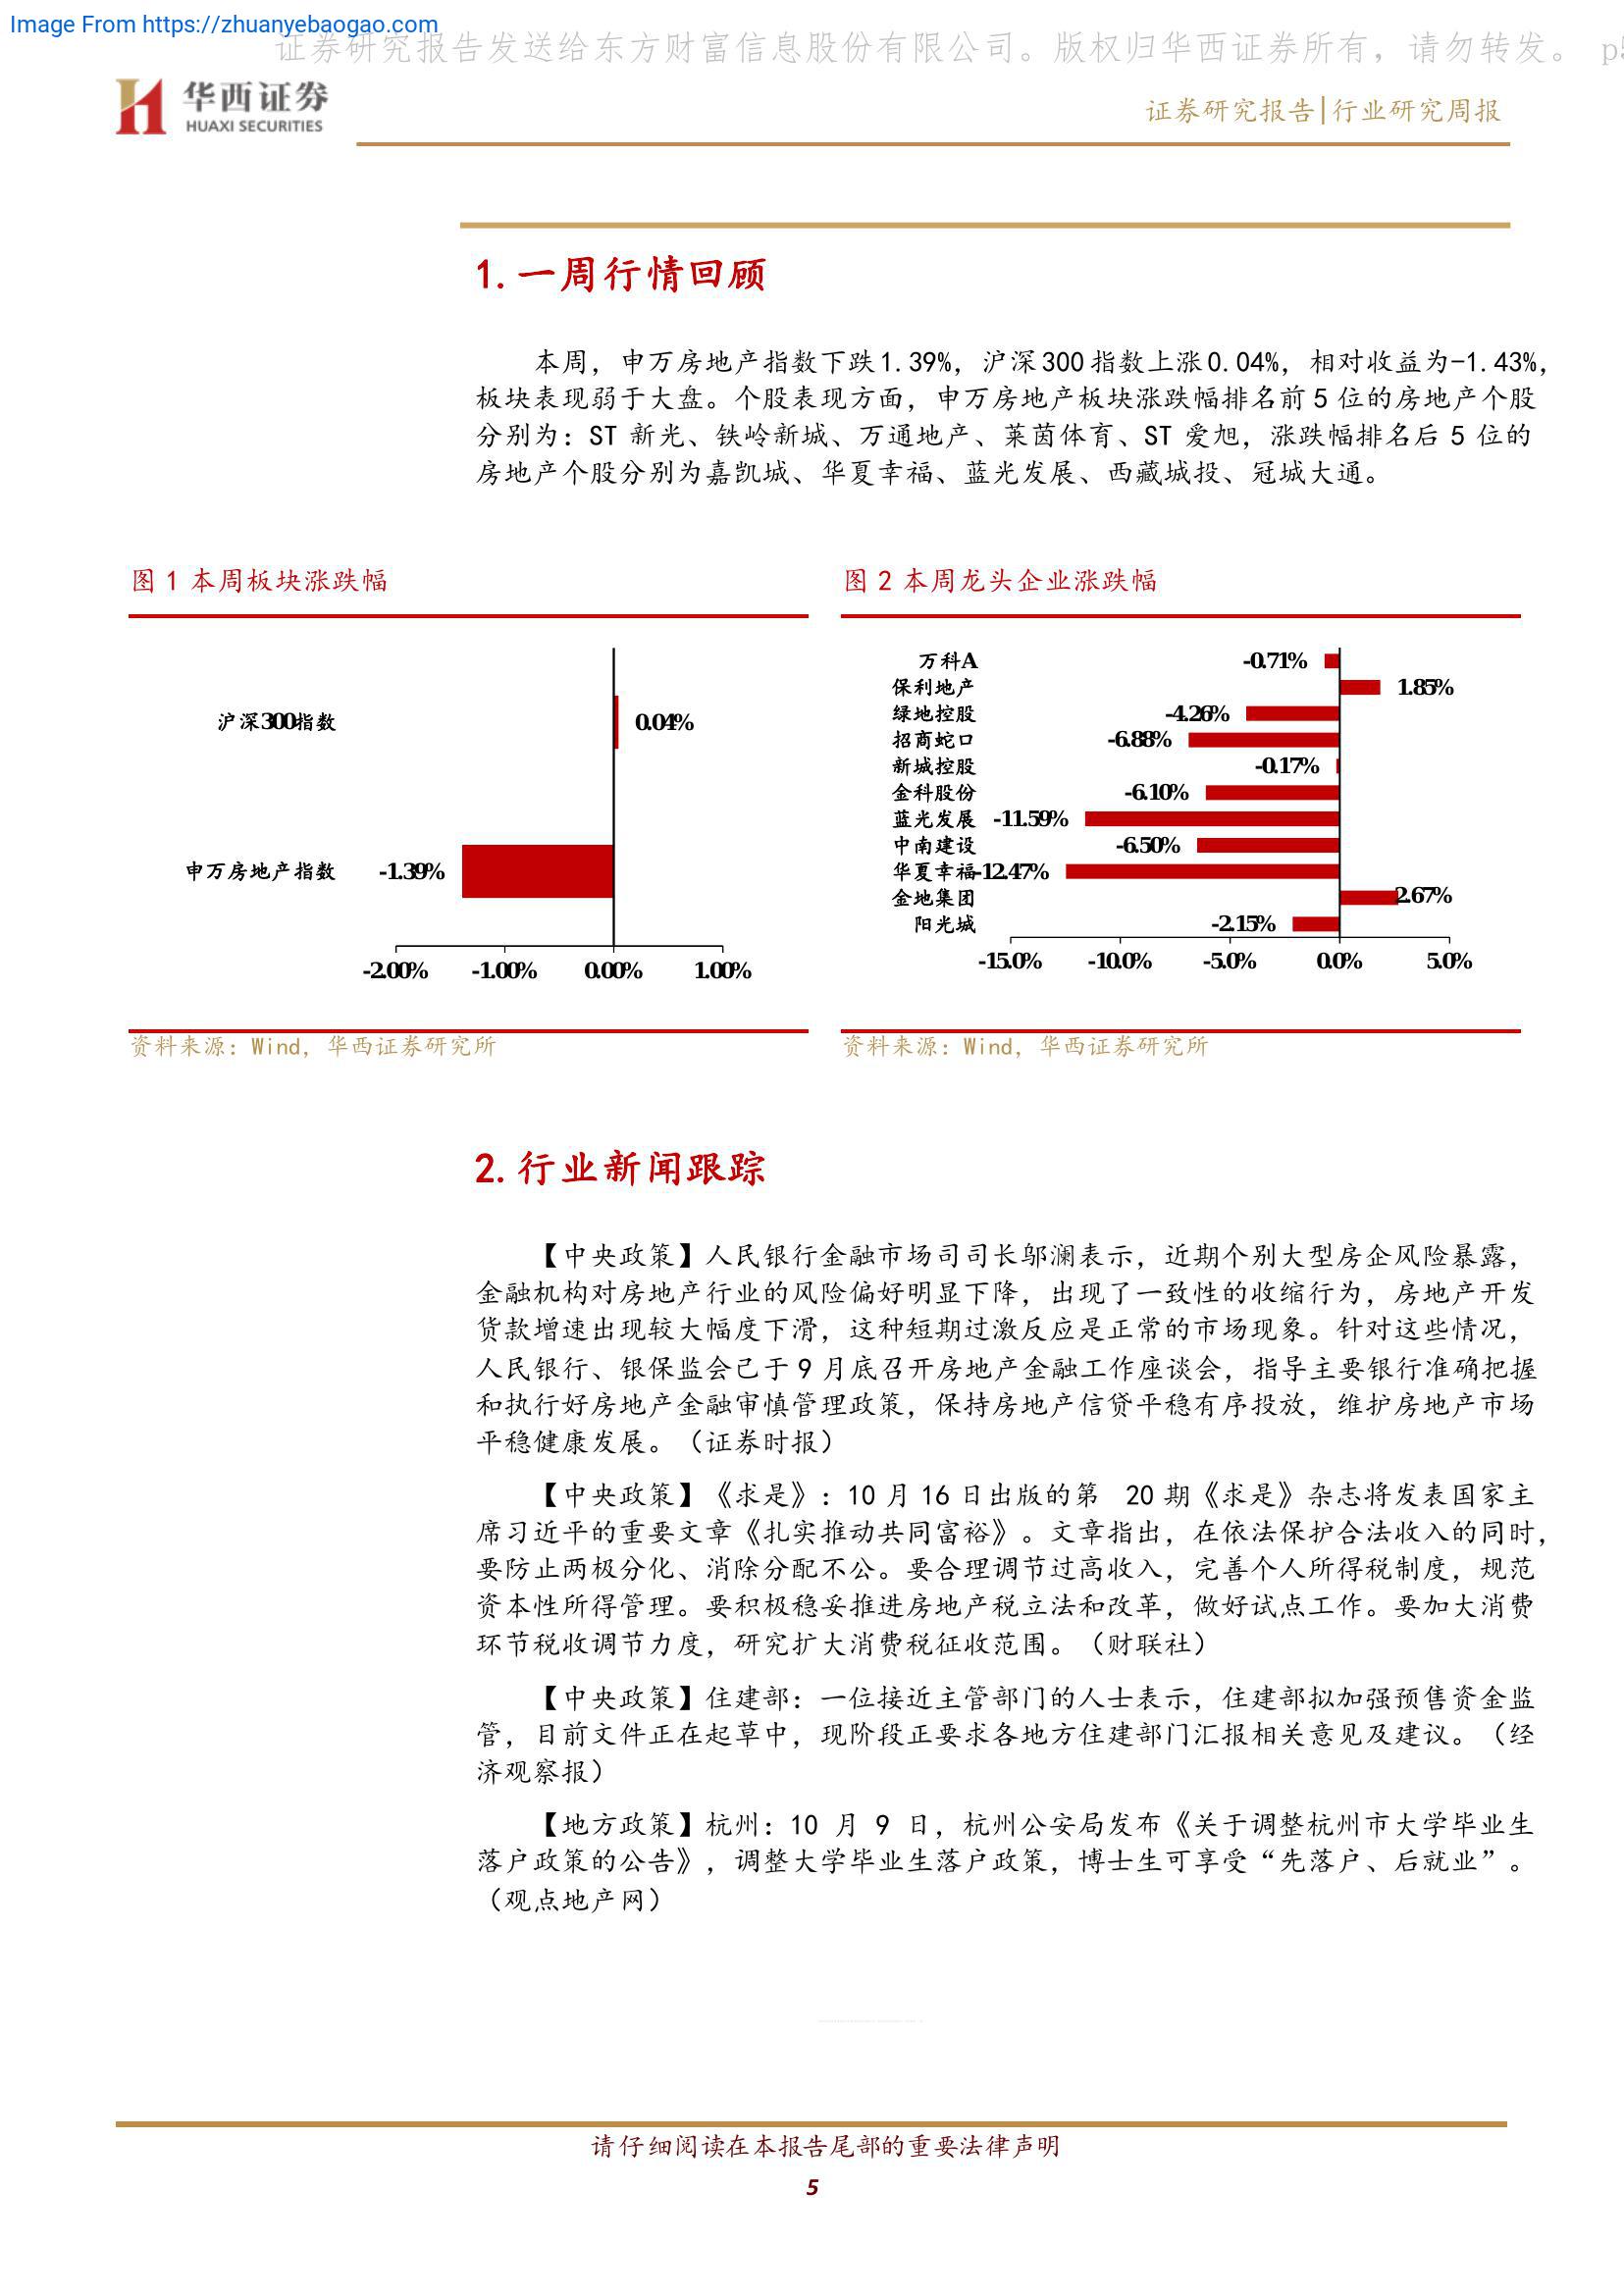 Image From https://zhuanyebaogao.com
证券研究报告发送给东方财富信息股份有限公司。版权归华西证券所有，请勿转发。 p5
华西证券
HUAXI SECURITIES
证券研究报告|行业研究周报
1.一周行情回顾
本周，申万房地产指数下跌1.39%，沪深300指数上涨0.04%，相对收益为-1.43%，
板块表现弱于大盘。个股表现方面，申万房地产板块涨跌幅排名前5位的房地产个股
分别为：ST 新光、铁岭新城、万通地产、莱茵体育、ST 爱旭，涨跌幅排名后 5 位的
房地产个股分别为嘉凯城、华夏幸福、蓝光发展、西藏城投、冠城大通。
图 1 本周板块涨跌幅
沪深300指数 0.04%
申万房地产指数 -1.39%
-2.00% -1.00% 0.00% 1.00%
资料来源：Wind，华西证券研究所
图 2 本周龙头企业涨跌幅
万科A -0.71%
保利地产 1.85%
绿地控股 -4.26%
招商蛇口 -6.88%
新城控股 -0.17%
金科股份 -6.10%
蓝光发展 -11.59%
中南建设 -6.50%
华夏幸福 -12.47%
金地集团 2.67%
阳光城 -2.15%
-15.0% -10.0% -5.0% 0.0% 5.0%
资料来源：Wind，华西证券研究所
2.行业新闻跟踪
【中央政策】人民银行金融市场司司长邹澜表示，近期个别大型房企风险暴露，
金融机构对房地产行业的风险偏好明显下降，出现了一致性的收缩行为，房地产开发
货款增速出现较大幅度下滑，这种短期过激反应是正常的市场现象。针对这些情况，
人民银行、银保监会已于 9 月底召开房地产金融工作座谈会，指导主要银行准确把握
和执行好房地产金融审慎管理政策，保持房地产信贷平稳有序投放，维护房地产市场
平稳健康发展。（证券时报）
【中央政策】《求是》：10 月 16 日出版的第 20 期《求是》杂志将发表国家主
席习近平的重要文章《扎实推动共同富裕》。文章指出，在依法保护合法收入的同时，
要防止两极分化、消除分配不公。要合理调节过高收入，完善个人所得税制度，规范
资本性所得管理。要积极稳妥推进房地产税立法和改革，做好试点工作。要加大消费
环节税收调节力度，研究扩大消费税征收范围。（财联社）
【中央政策】住建部：一位接近主管部门的人士表示，住建部拟加强预售资金监
管，目前文件正在起草中，现阶段正要求各地方住建部门汇报相关意见及建议。（经
济观察报）
【地方政策】杭州：10 月 9 日，杭州公安局发布《关于调整杭州市大学毕业生
落户政策的公告》，调整大学毕业生落户政策，博士生可享受“先落户、后就业”。
（观点地产网）
请仔细阅读在本报告尾部的重要法律声明
5